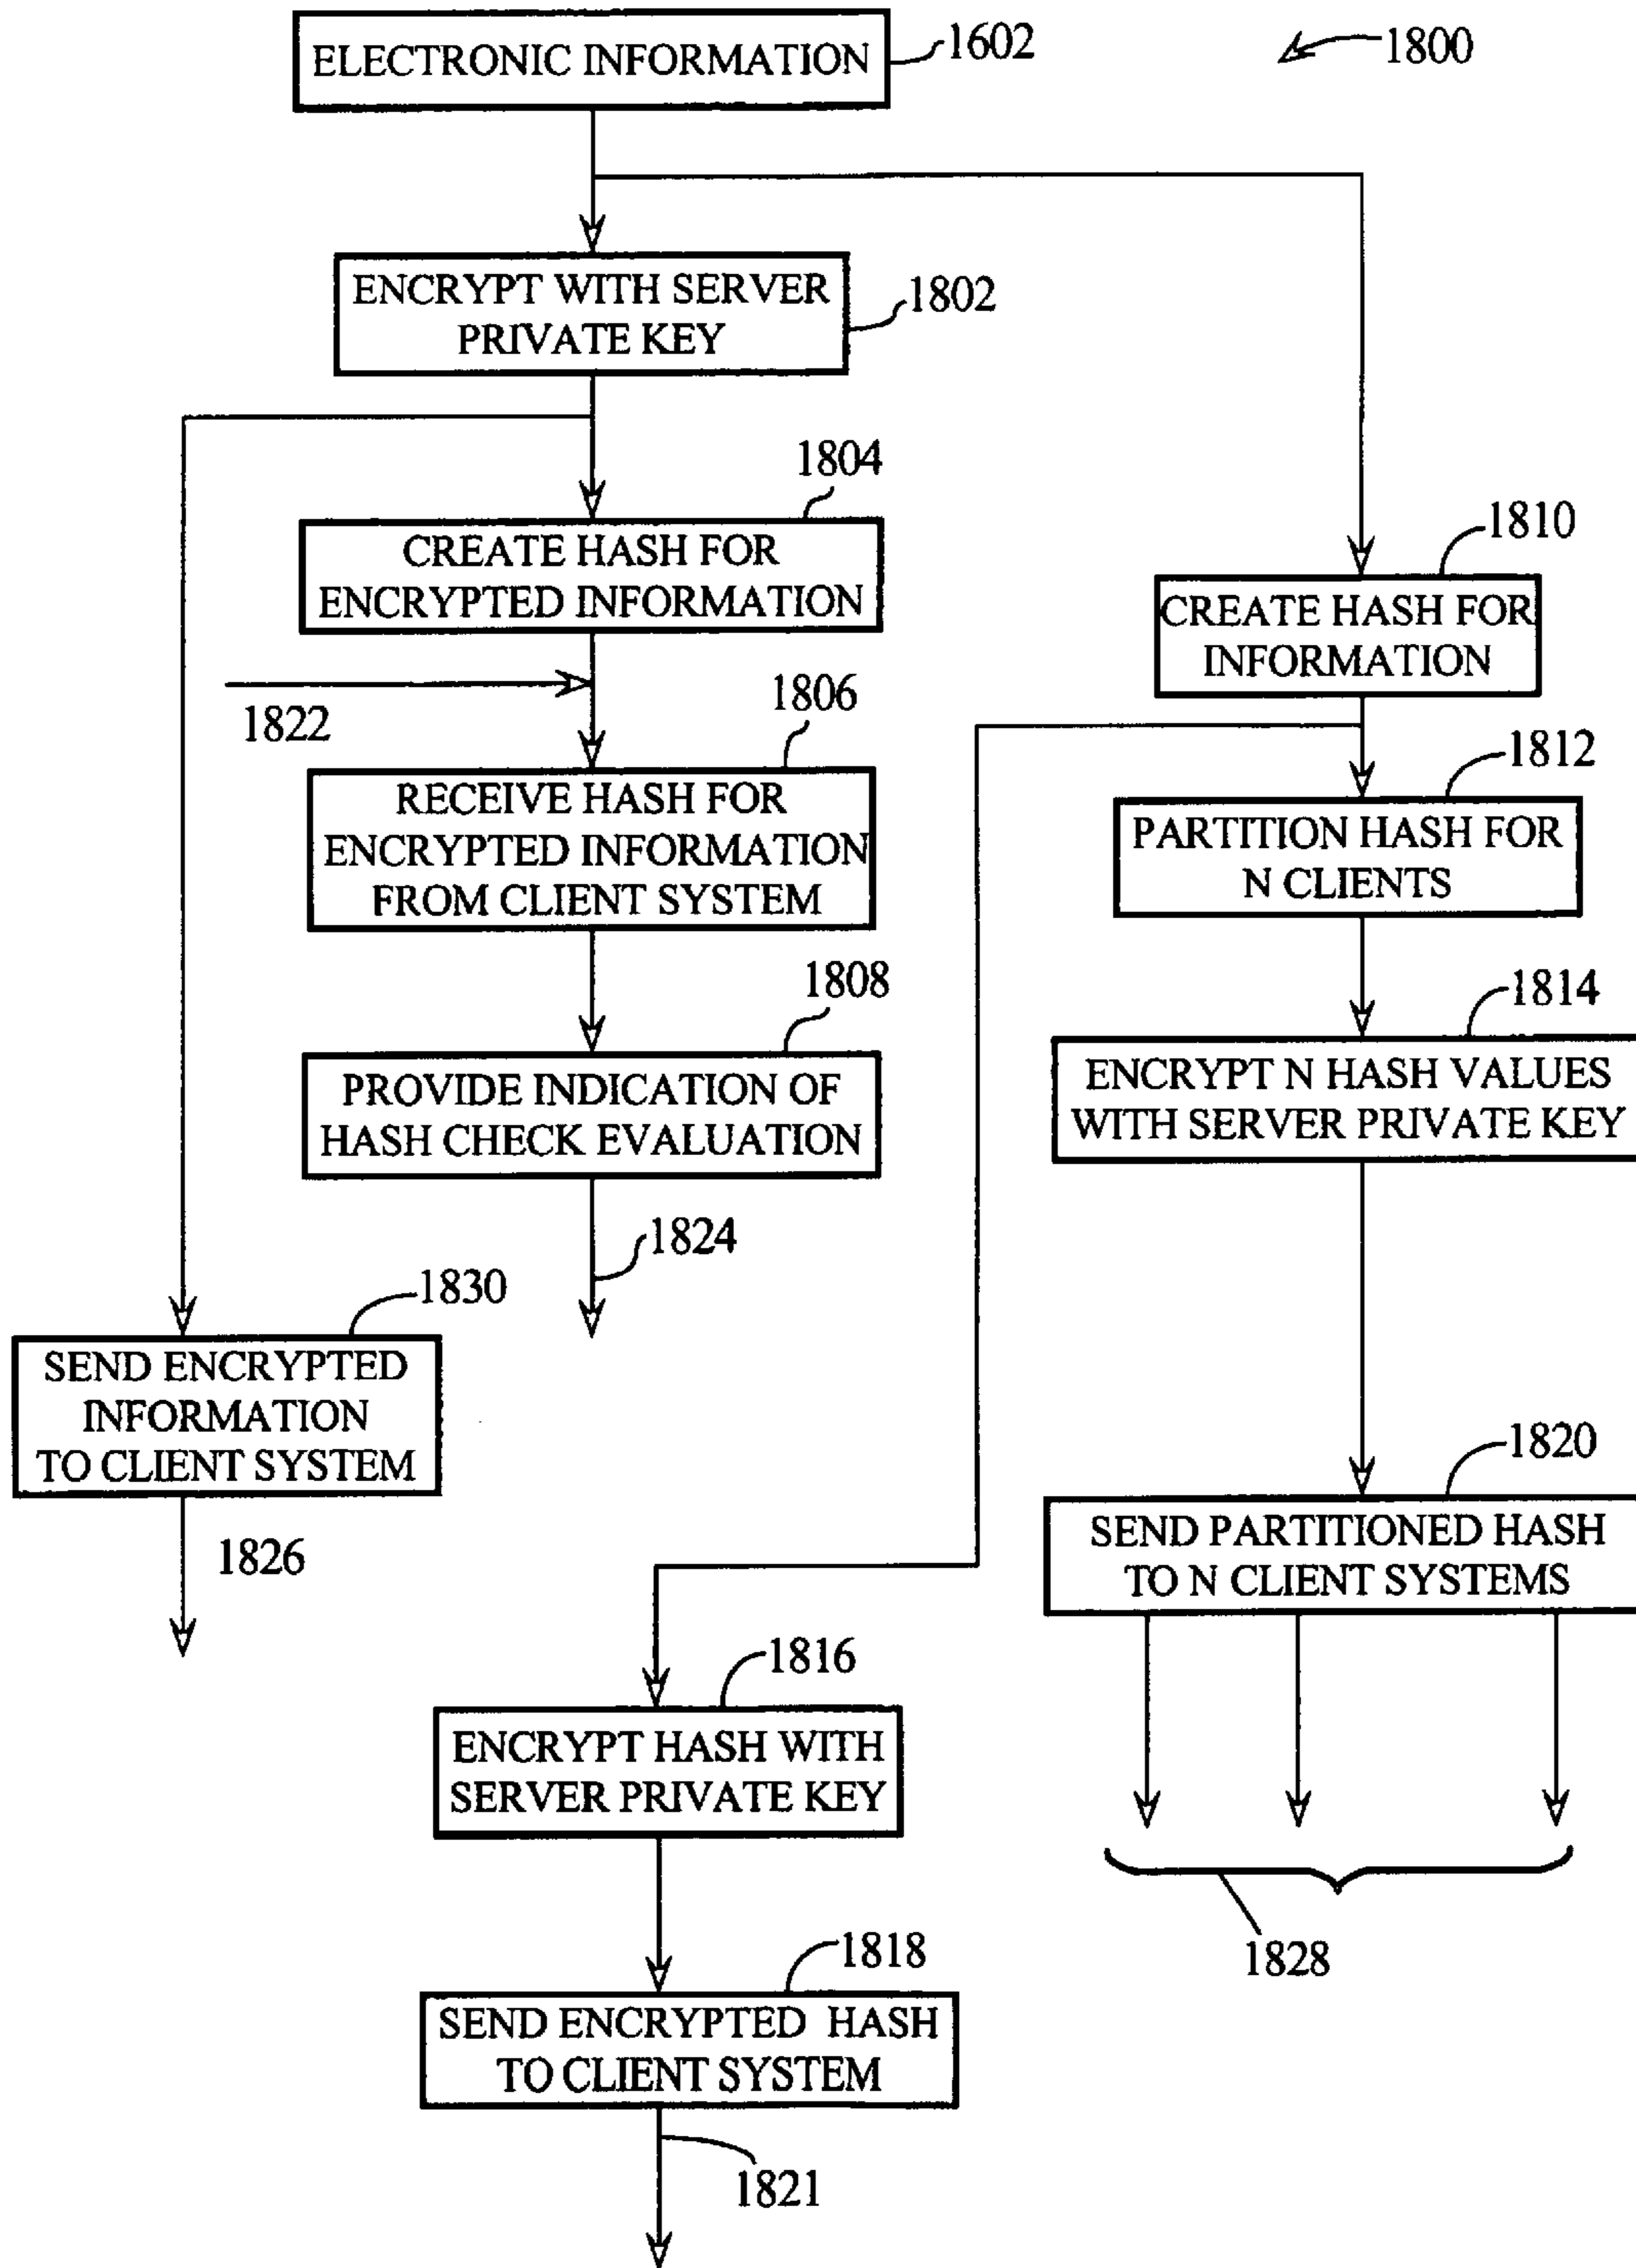 ELECTRONIC INFORMATION
1602
1800
ENCRYPT WITH SERVER
PRIVATE KEY
1802
1804
CREATE HASH FOR
ENCRYPTED INFORMATION
1810
CREATE HASH FOR
INFORMATION
1822
1806
RECEIVE HASH FOR
ENCRYPTED INFORMATION
FROM CLIENT SYSTEM
1812
PARTITION HASH FOR
N CLIENTS
1808
PROVIDE INDICATION OF
HASH CHECK EVALUATION
1814
ENCRYPT N HASH VALUES
WITH SERVER PRIVATE KEY
1824
1830
SEND ENCRYPTED
INFORMATION
TO CLIENT SYSTEM
1826
1820
SEND PARTITIONED HASH
TO N CLIENT SYSTEMS
1816
ENCRYPT HASH WITH
SERVER PRIVATE KEY
1828
1818
SEND ENCRYPTED HASH
TO CLIENT SYSTEM
1821